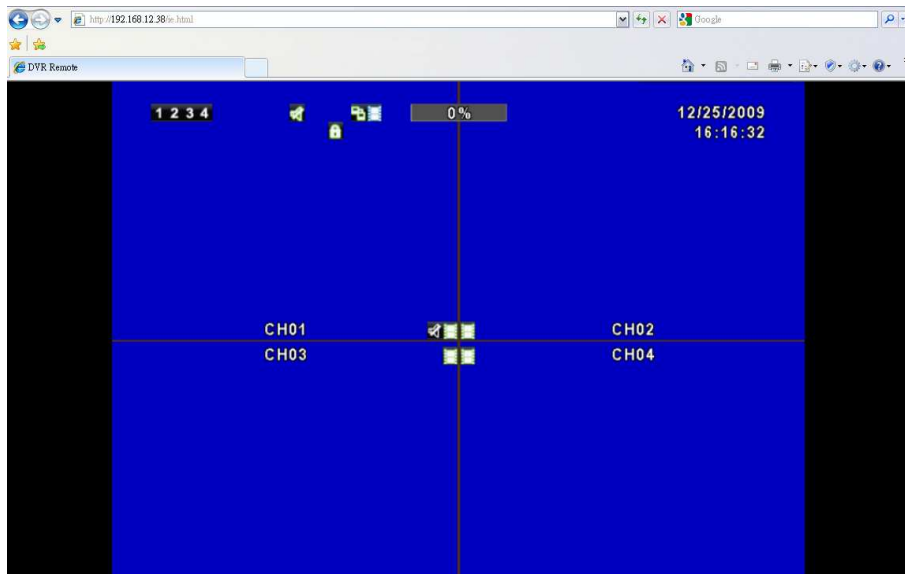 http://192.168.12.38/ie.html
Google
DVR Remote
1 2 3 4
0%
12/25/2009
16:16:32
CH01
CH02
CH03
CH04